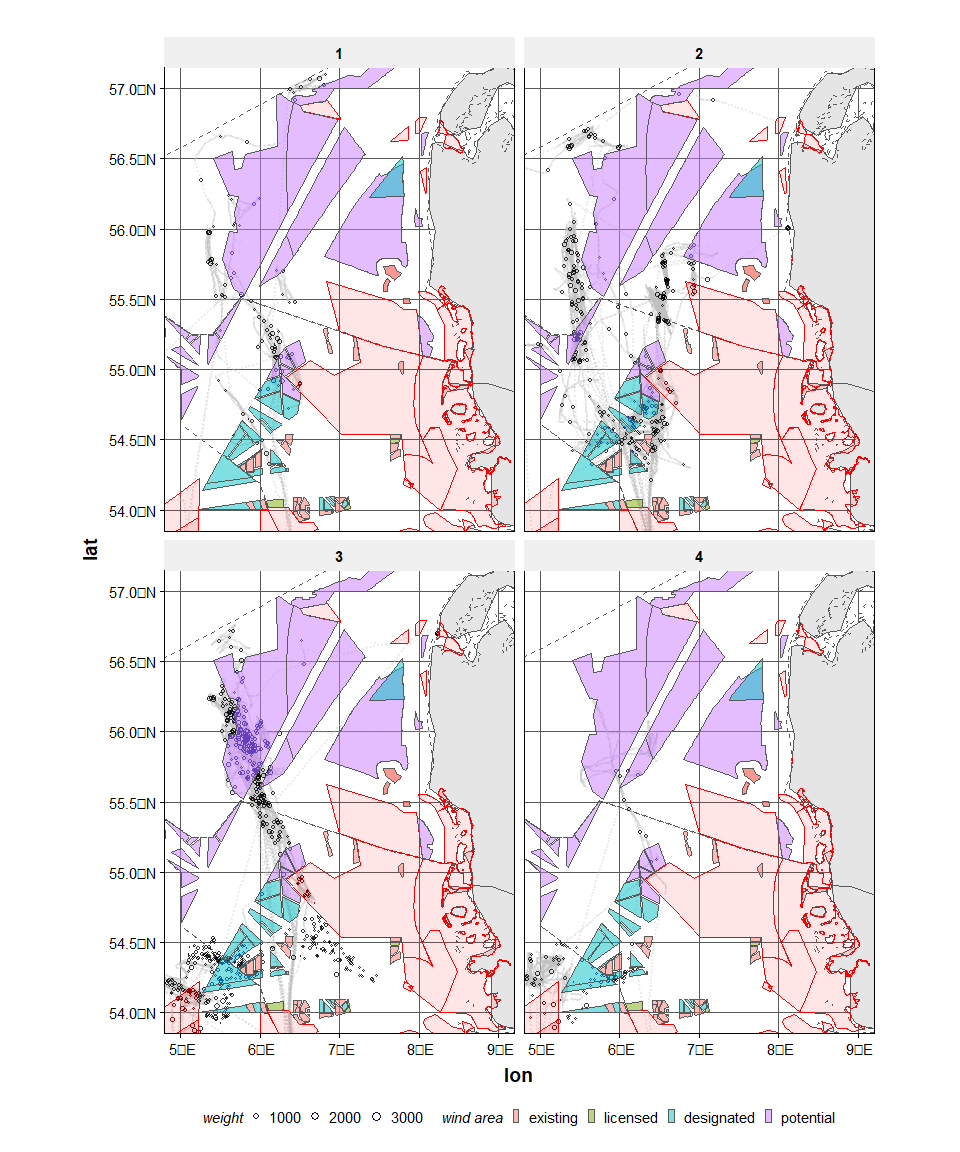 1 2
57.0□N
56.5□N
56.0□N
55.5□N
55.0□N
54.5□N
54.0□N
lat
3 4
57.0□N
56.5□N
56.0□N
55.5□N
55.0□N
54.5□N
54.0□N
5□E 6□E 7□E 8□E 9□E 5□E 6□E 7□E 8□E 9□E
lon
weight 1000 2000 3000 wind area existing licensed designated potential